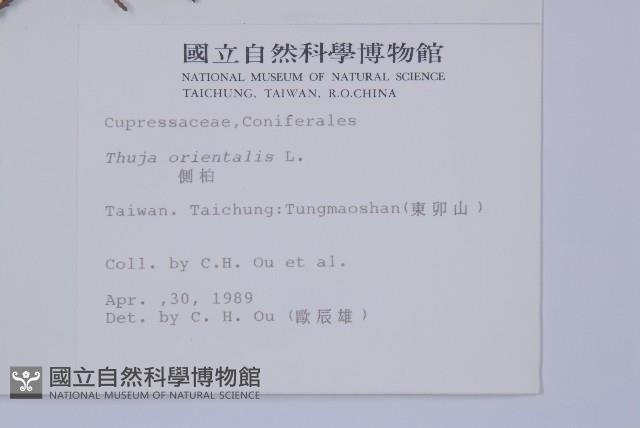 國立自然科學博物館
NATIONAL MUSEUM OF NATURAL SCIENCE
TAICHUNG, TAIWAN, R.O.CHINA
Cupressaceae,Coniferales
Thuja orientalis L.
側柏
Taiwan. Taichung:Tungmaoshan(東卯山)
Coll. by C.H. Ou et al.
Apr. ,30, 1989
Det. by C. H. Ou (歐辰雄)
國立自然科學博物館
NATIONAL MUSEUM OF NATURAL SCIENCE